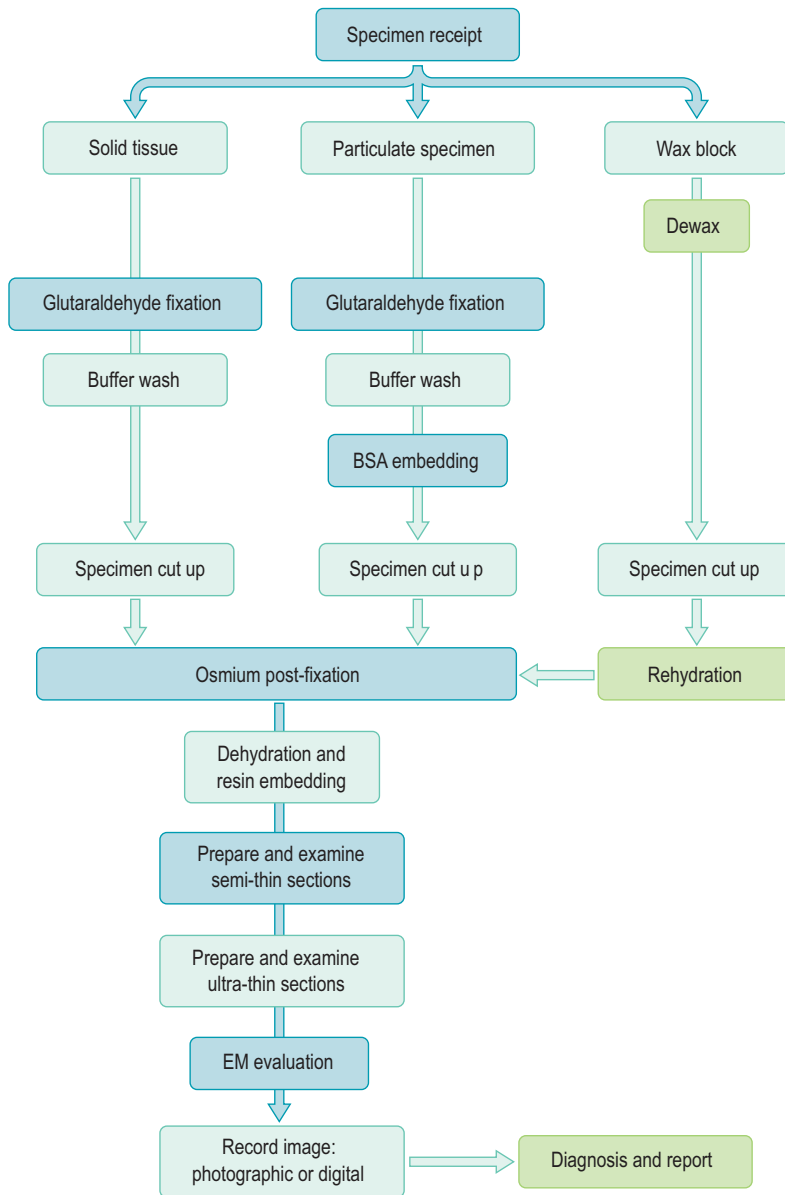 Specimen receipt
Solid tissue
Particulate specimen
Wax block
Dewax
Glutaraldehyde fixation
Glutaraldehyde fixation
Buffer wash
Buffer wash
BSA embedding
Specimen cut up
Specimen cut u p
Specimen cut up
Osmium post-fixation
Rehydration
Dehydration and
resin embedding
Prepare and examine
semi-thin sections
Prepare and examine
ultra-thin sections
EM evaluation
Record image:
photographic or digital
Diagnosis and report